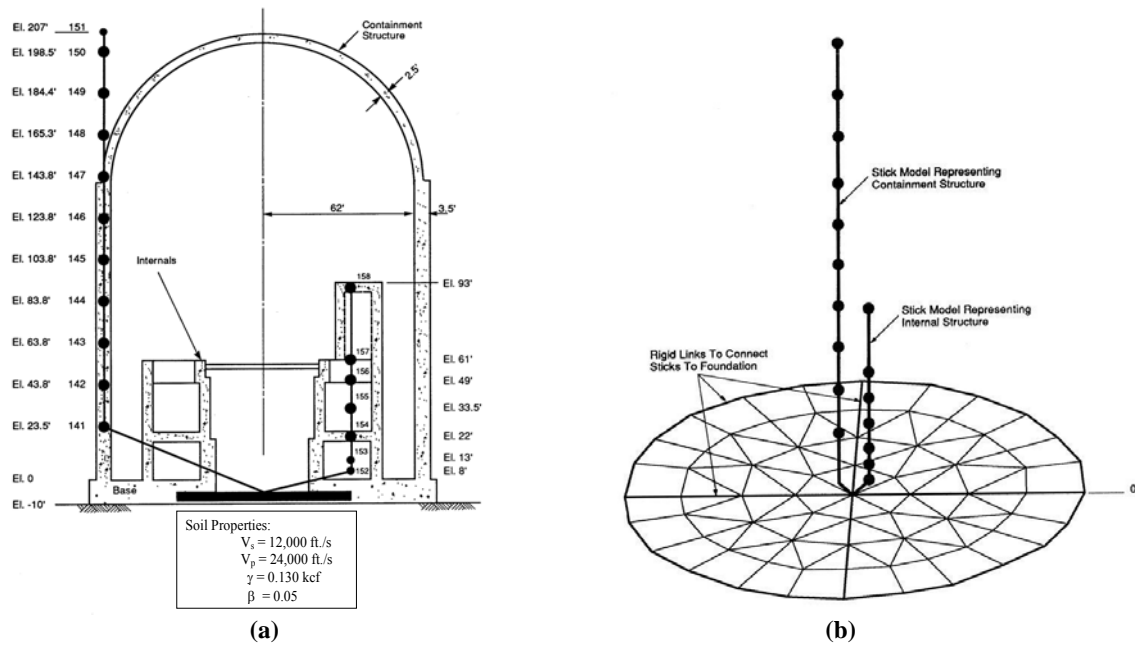 El. 207' 151
El. 198.5' 150
El. 184.4' 149
El. 165.3' 148
El. 143.8' 147
El. 123.8' 146
El. 103.8' 145
El. 83.8' 144
El. 63.8' 143
El. 43.8' 142
El. 23.5' 141
El. 0
El. -10'
Containment
Structure
2.5'
62'
3.5'
Internals
158
157
156
155
154
153
152
El. 93'
El. 61'
El. 49'
El. 33.5'
El. 22'
El. 13'
El. 8'
Base
Soil Properties:
Vs = 12,000 ft./s
Vp = 24,000 ft./s
γ = 0.130 kcf
β = 0.05
(a)
Stick Model Representing
Containment Structure
Stick Model Representing
Internal Structure
Rigid Links To Connect
Sticks To Foundation
0
(b)